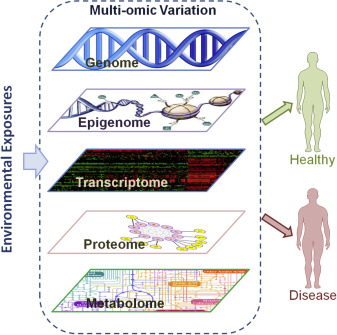 Multi-omic Variation
Environmental Exposures
Genome
Epigenome
Transcriptome
Proteome
Metabolome
Healthy
Disease